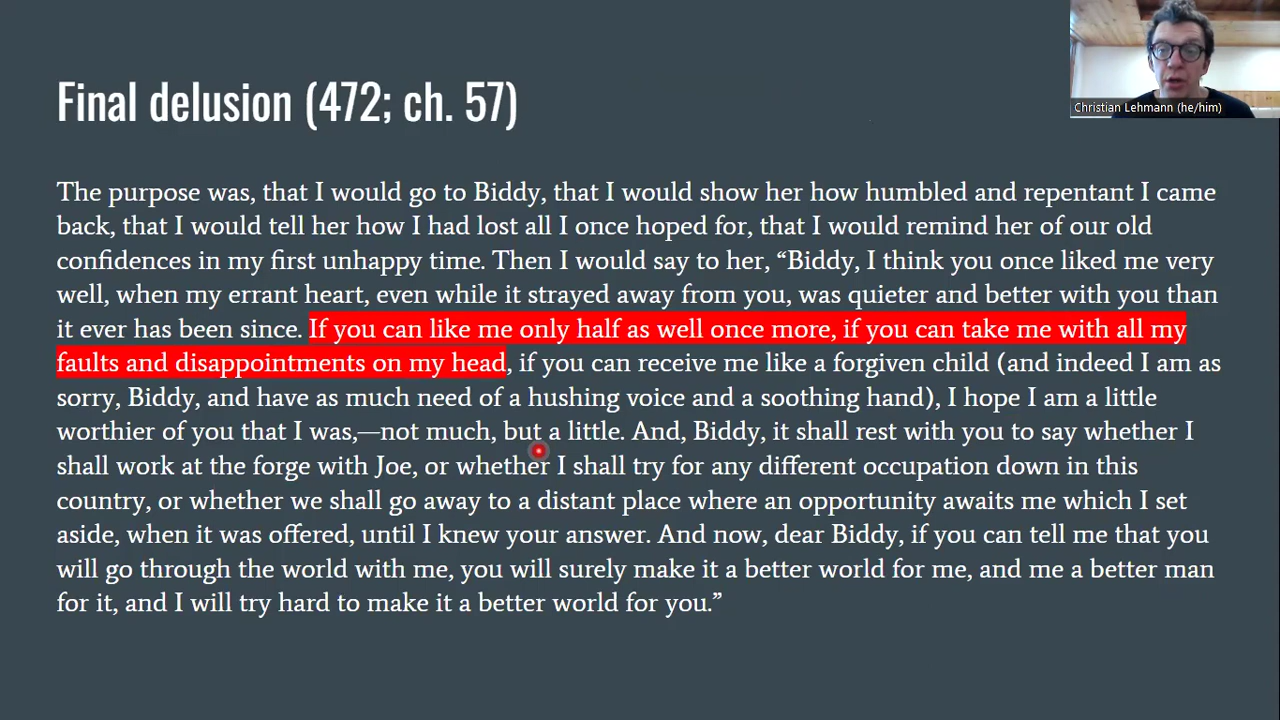 Final delusion (472; ch. 57)
Christian Lehmann (he/him)
The purpose was, that I would go to Biddy, that I would show her how humbled and repentant I came
back, that I would tell her how I had lost all I once hoped for, that I would remind her of our old
confidences in my first unhappy time. Then I would say to her, “Biddy, I think you once liked me very
well, when my errant heart, even while it strayed away from you, was quieter and better with you than
it ever has been since. If you can like me only half as well once more, if you can take me with all my
faults and disappointments on my head, if you can receive me like a forgiven child (and indeed I am as
sorry, Biddy, and have as much need of a hushing voice and a soothing hand), I hope I am a little
worthier of you that I was,—not much, but a little. And, Biddy, it shall rest with you to say whether I
shall work at the forge with Joe, or whether I shall try for any different occupation down in this
country, or whether we shall go away to a distant place where an opportunity awaits me which I set
aside, when it was offered, until I knew your answer. And now, dear Biddy, if you can tell me that you
will go through the world with me, you will surely make it a better world for me, and me a better man
for it, and I will try hard to make it a better world for you.”